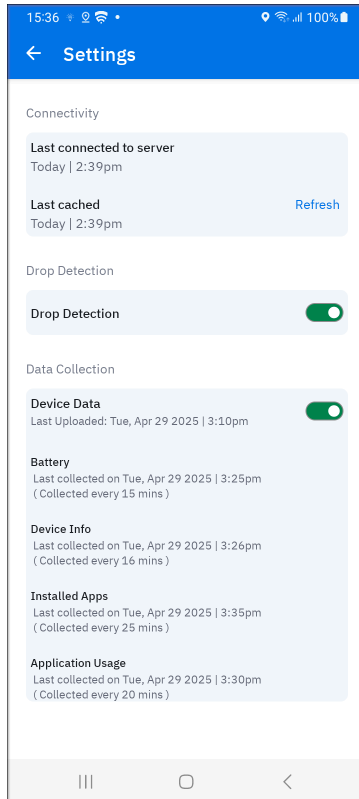 15:36
100%
Settings
Connectivity
Last connected to server
Today | 2:39pm
Last cached
Refresh
Today | 2:39pm
Drop Detection
Drop Detection
Data Collection
Device Data
Last Uploaded: Tue, Apr 29 2025 | 3:10pm
Battery
Last collected on Tue, Apr 29 2025 | 3:25pm
( Collected every 15 mins )
Device Info
Last collected on Tue, Apr 29 2025 | 3:26pm
( Collected every 16 mins )
Installed Apps
Last collected on Tue, Apr 29 2025 | 3:35pm
( Collected every 25 mins )
Application Usage
Last collected on Tue, Apr 29 2025 | 3:30pm
( Collected every 20 mins )